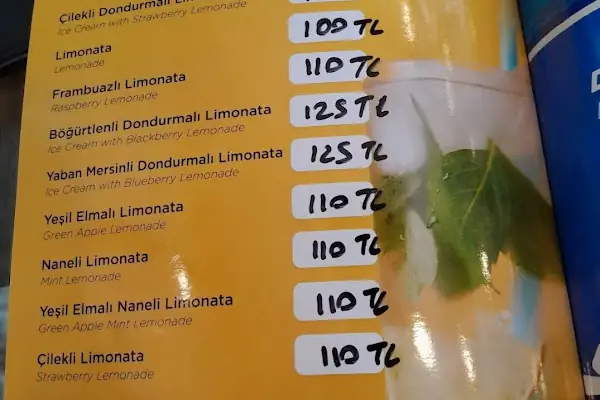 Çilekli Dondurmalı
Ice Cream with Strawberry Lemonade
Limonata
Lemonade
100 TL
Frambuazlı Limonata
Raspberry Lemonade
110 TL
Böğürtlenli Dondurmalı Limonata
Ice Cream with Blackberry Lemonade
125 TL
Yaban Mersinli Dondurmalı Limonata
Ice Cream with Blueberry Lemonade
125 TL
Yeşil Elmalı Limonata
Green Apple Lemonade
110 TL
Naneli Limonata
Mint Lemonade
110 TL
Yeşil Elmalı Naneli Limonata
Green Apple Mint Lemonade
110 TL
Çilekli Limonata
Strawberry Lemonade
110 TL